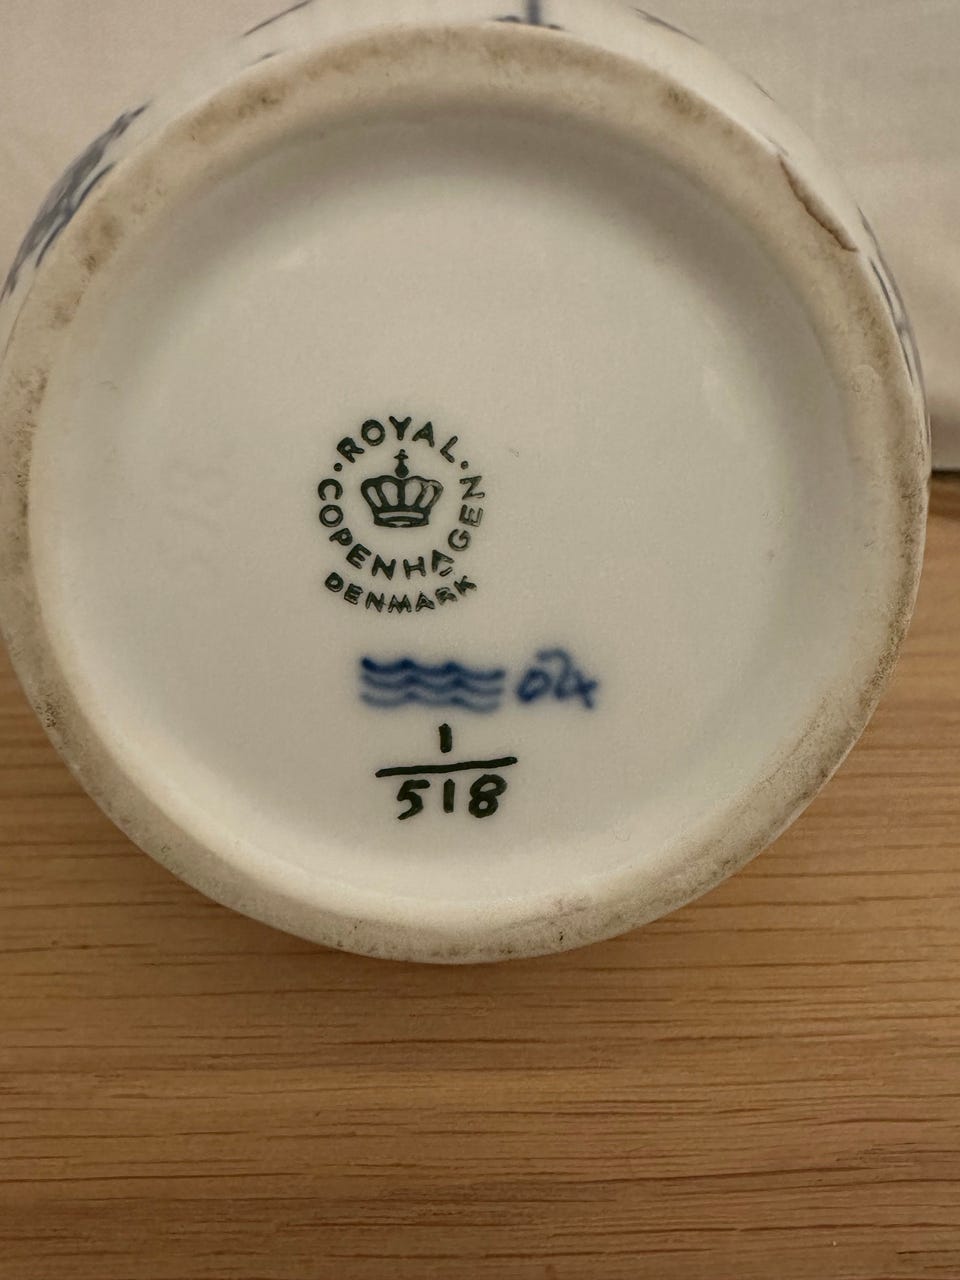 ROYAL
COPENHAGEN
DENMARK
1
518